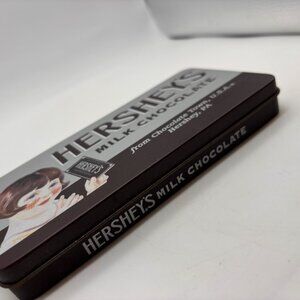 HERSHEY'S
MILK CHOCOLATE
from Chocolate Town, U.S.A.
Hershey, PA
HERSHEY'S
HERSHEY'S MILK CHOCOLATE